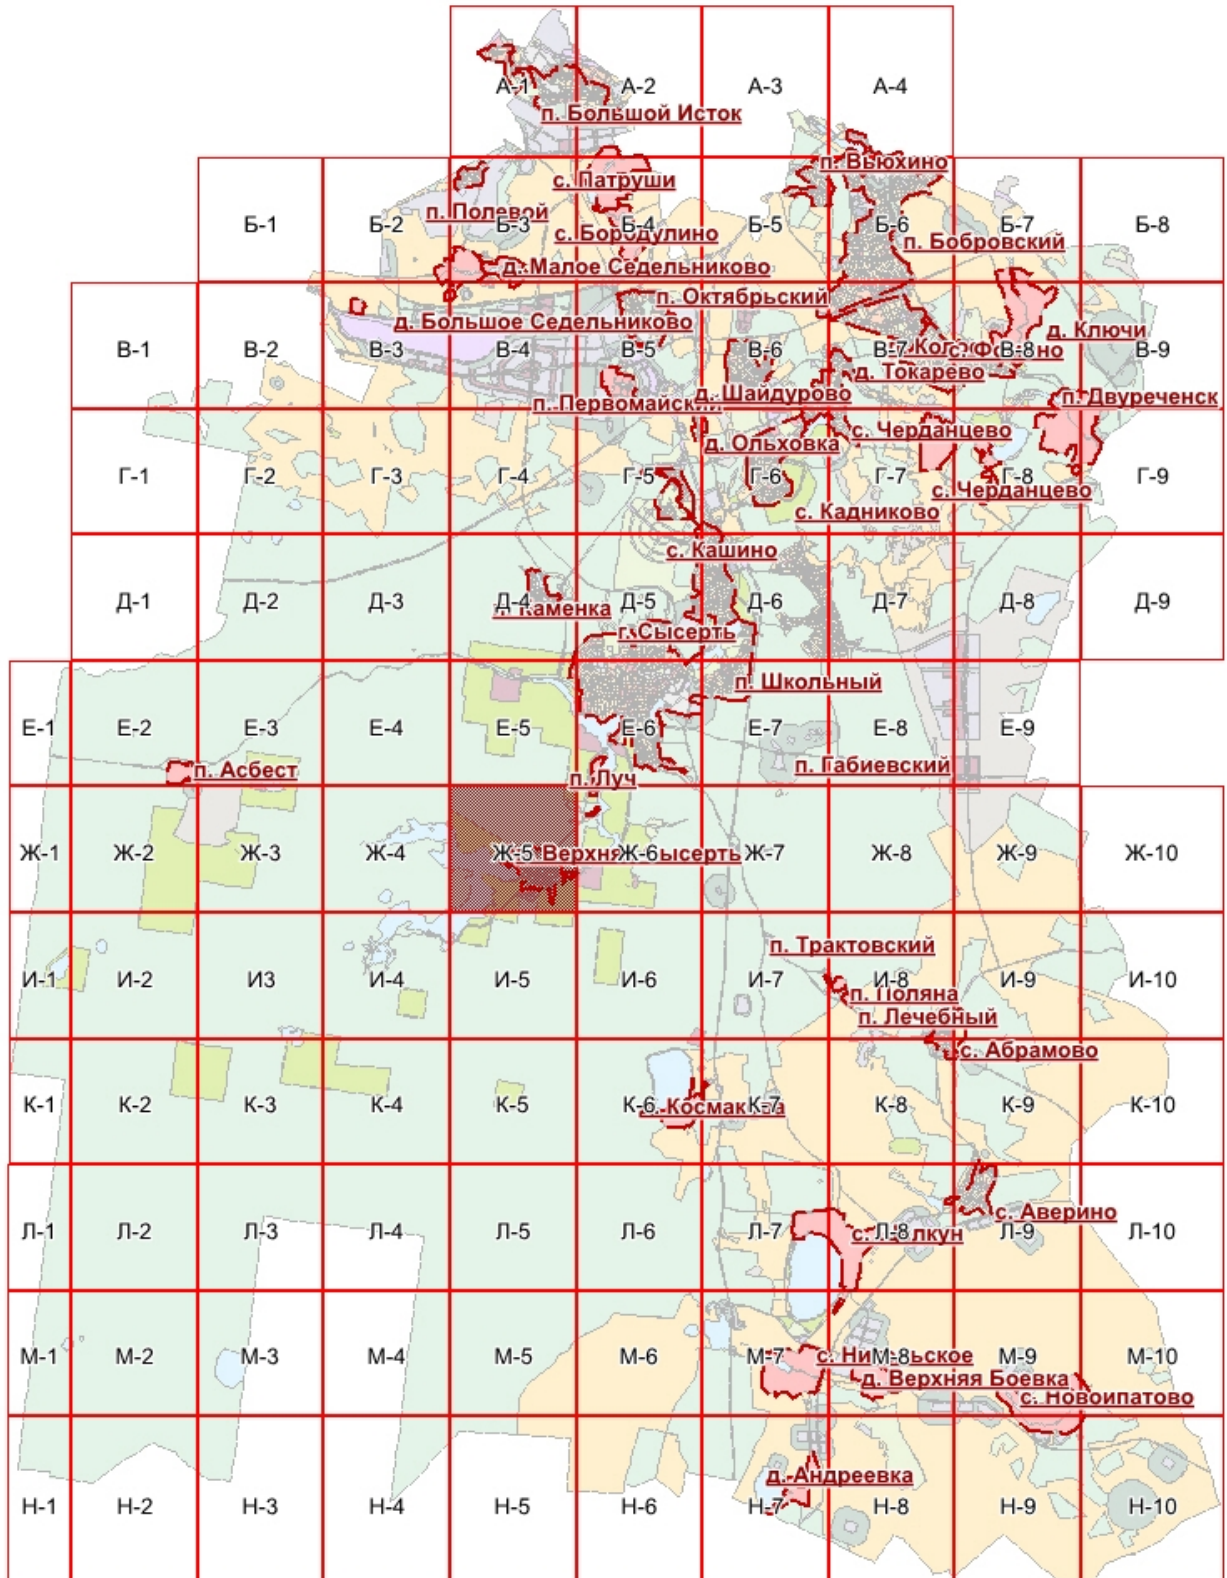 А-1 А-2 А-3 А-4
п. Большой Исток
п. Вьюхино
с. Патруши
п. Полевой
Б-1 Б-2 Б-3 Б-4 Б-5 Б-6 Б-7 Б-8
с. Бородулино
п. Бобровский
д. Малое Седельниково
п. Октябрьский
д. Большое Седельниково
д. Ключи
В-1 В-2 В-3 В-4 В-5 В-6 В-7 В-8 В-9
д. Токарево
д. Шайдурово
п. Двуреченск
п. Первомайский
с. Черданцево
д. Ольховка
Г-1 Г-2 Г-3 Г-4 Г-5 Г-6 Г-7 Г-8 Г-9
с. Черданцево
с. Кадниково
с. Кашино
Д-1 Д-2 Д-3 Д-4 Д-5 Д-6 Д-7 Д-8 Д-9
Каменка
г. Сысерть
п. Школьный
Е-1 Е-2 Е-3 Е-4 Е-5 Е-6 Е-7 Е-8 Е-9
п. Асбест
п. Габиевский
п. Луч
Ж-1 Ж-2 Ж-3 Ж-4 Ж-5 Ж-6 Ж-7 Ж-8 Ж-9 Ж-10
п. Трактовский
И-1 И-2 И3 И-4 И-5 И-6 И-7 И-8 И-9 И-10
п. Поляна
п. Лечебный
с. Абрамово
К-1 К-2 К-3 К-4 К-5 К-6 К-7 К-8 К-9 К-10
с. Аверино
Л-1 Л-2 Л-3 Л-4 Л-5 Л-6 Л-7 Л-8 Л-9 Л-10
М-1 М-2 М-3 М-4 М-5 М-6 М-7 М-8 М-9 М-10
д. Верхняя Боевка
с. Новоипатово
д. Андреевка
Н-1 Н-2 Н-3 Н-4 Н-5 Н-6 Н-7 Н-8 Н-9 Н-10